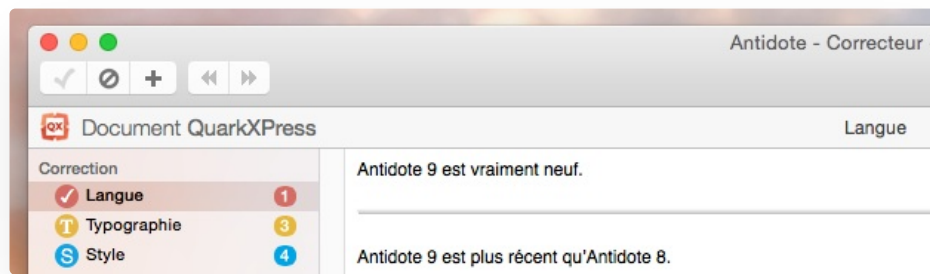 Antidote - Correcteur
QX Document QuarkXPress
Langue
Correction
Langue 1
T Typographie 3
S Style 4
Antidote 9 est vraiment neuf.
Antidote 9 est plus récent qu'Antidote 8.